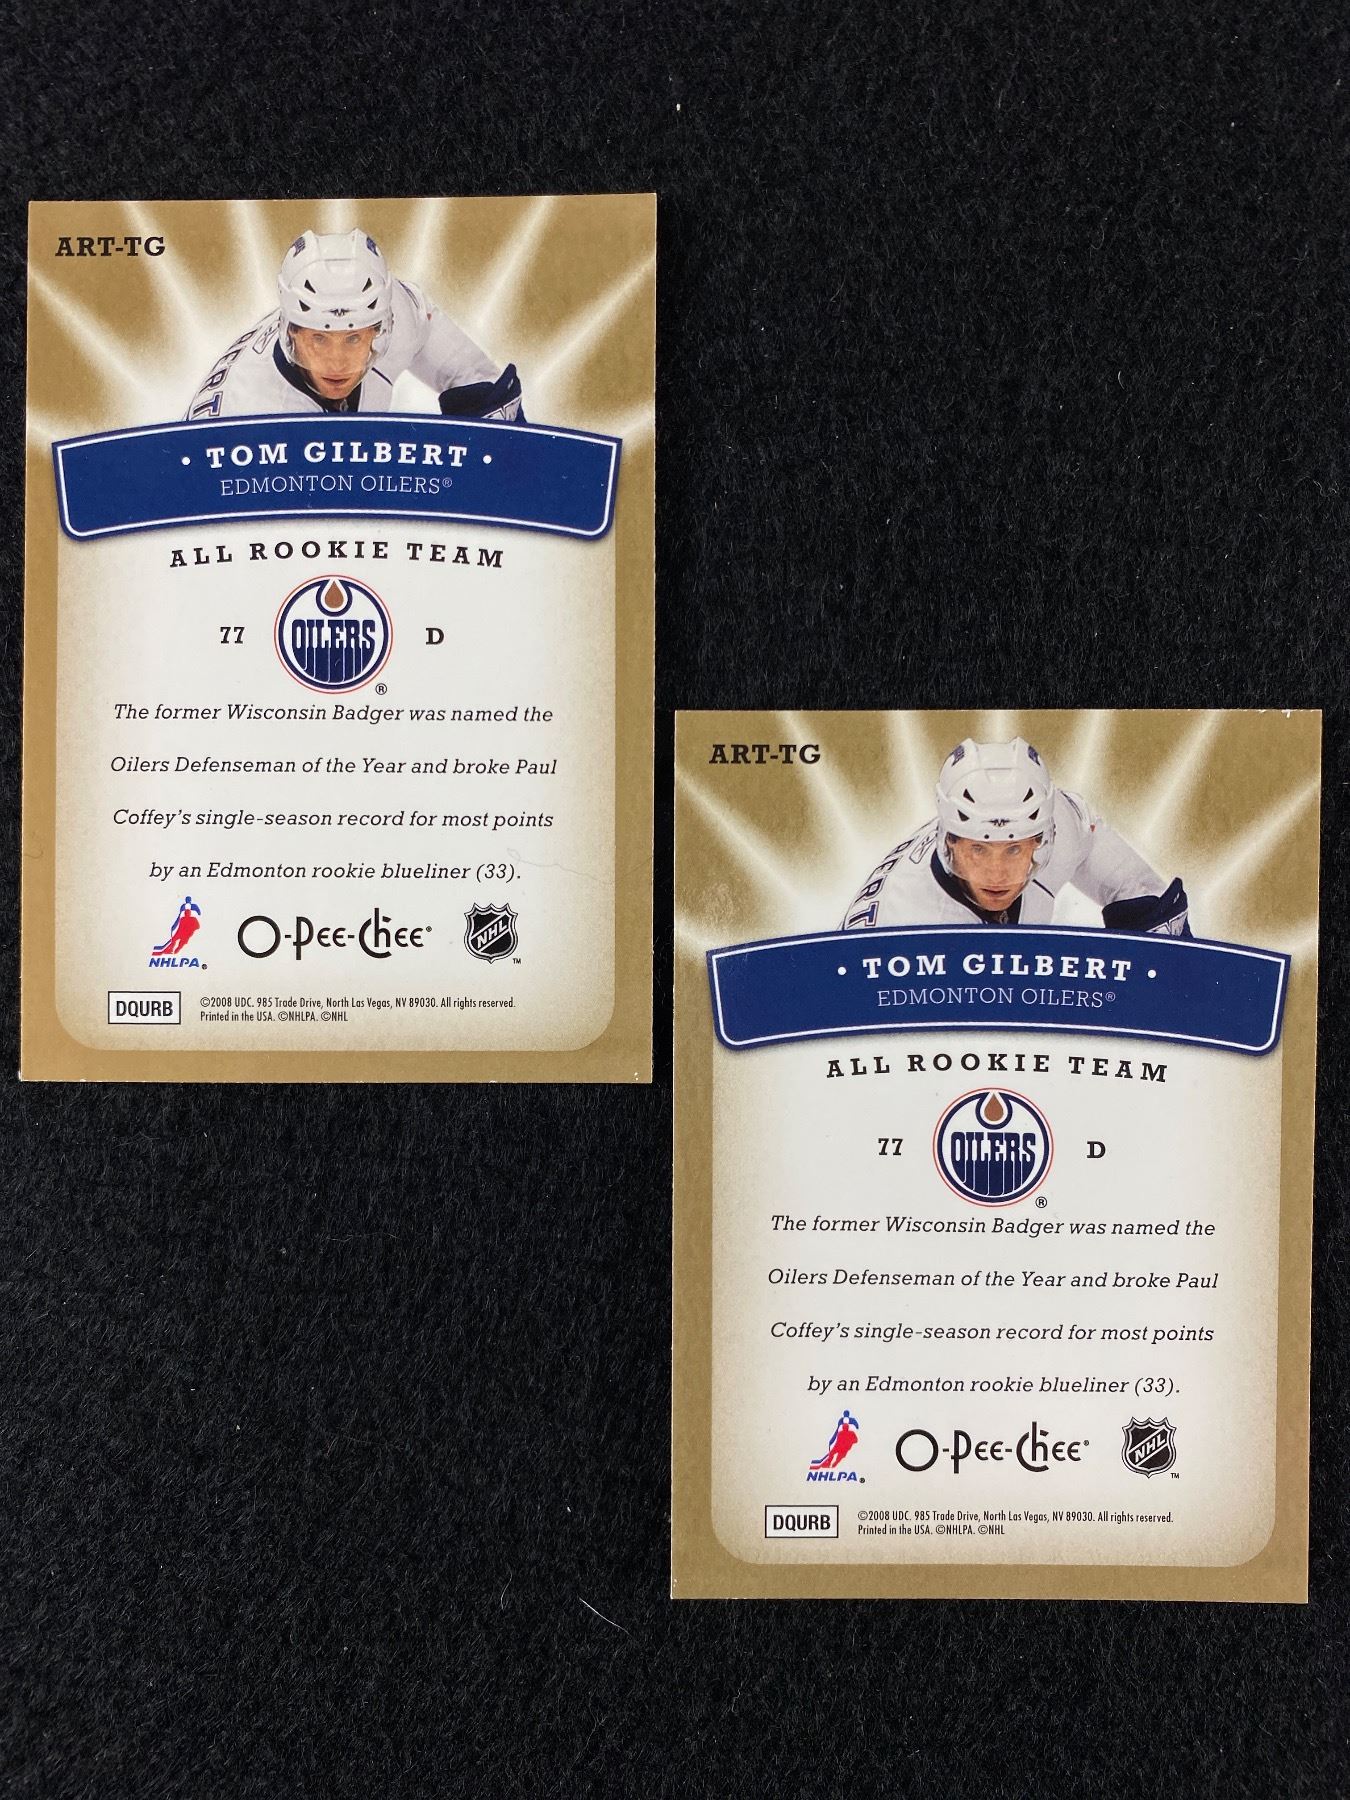 ART-TG
BERT
• TOM GILBERT •
EDMONTON OILERS®
ALL ROOKIE TEAM
77 OILERS ® D
The former Wisconsin Badger was named the
Oilers Defenseman of the Year and broke Paul
Coffey's single-season record for most points
by an Edmonton rookie blueliner (33).
NHLPA® O-Pee-Chee® NHL™
DQURB ©2008 UDC. 985 Trade Drive, North Las Vegas, NV 89030. All rights reserved.
Printed in the USA. ©NHLPA. ©NHL
ART-TG
BERT
• TOM GILBERT •
EDMONTON OILERS®
ALL ROOKIE TEAM
77 OILERS ® D
The former Wisconsin Badger was named the
Oilers Defenseman of the Year and broke Paul
Coffey's single-season record for most points
by an Edmonton rookie blueliner (33).
NHLPA® O-Pee-Chee® NHL™
DQURB ©2008 UDC. 985 Trade Drive, North Las Vegas, NV 89030. All rights reserved.
Printed in the USA. ©NHLPA. ©NHL